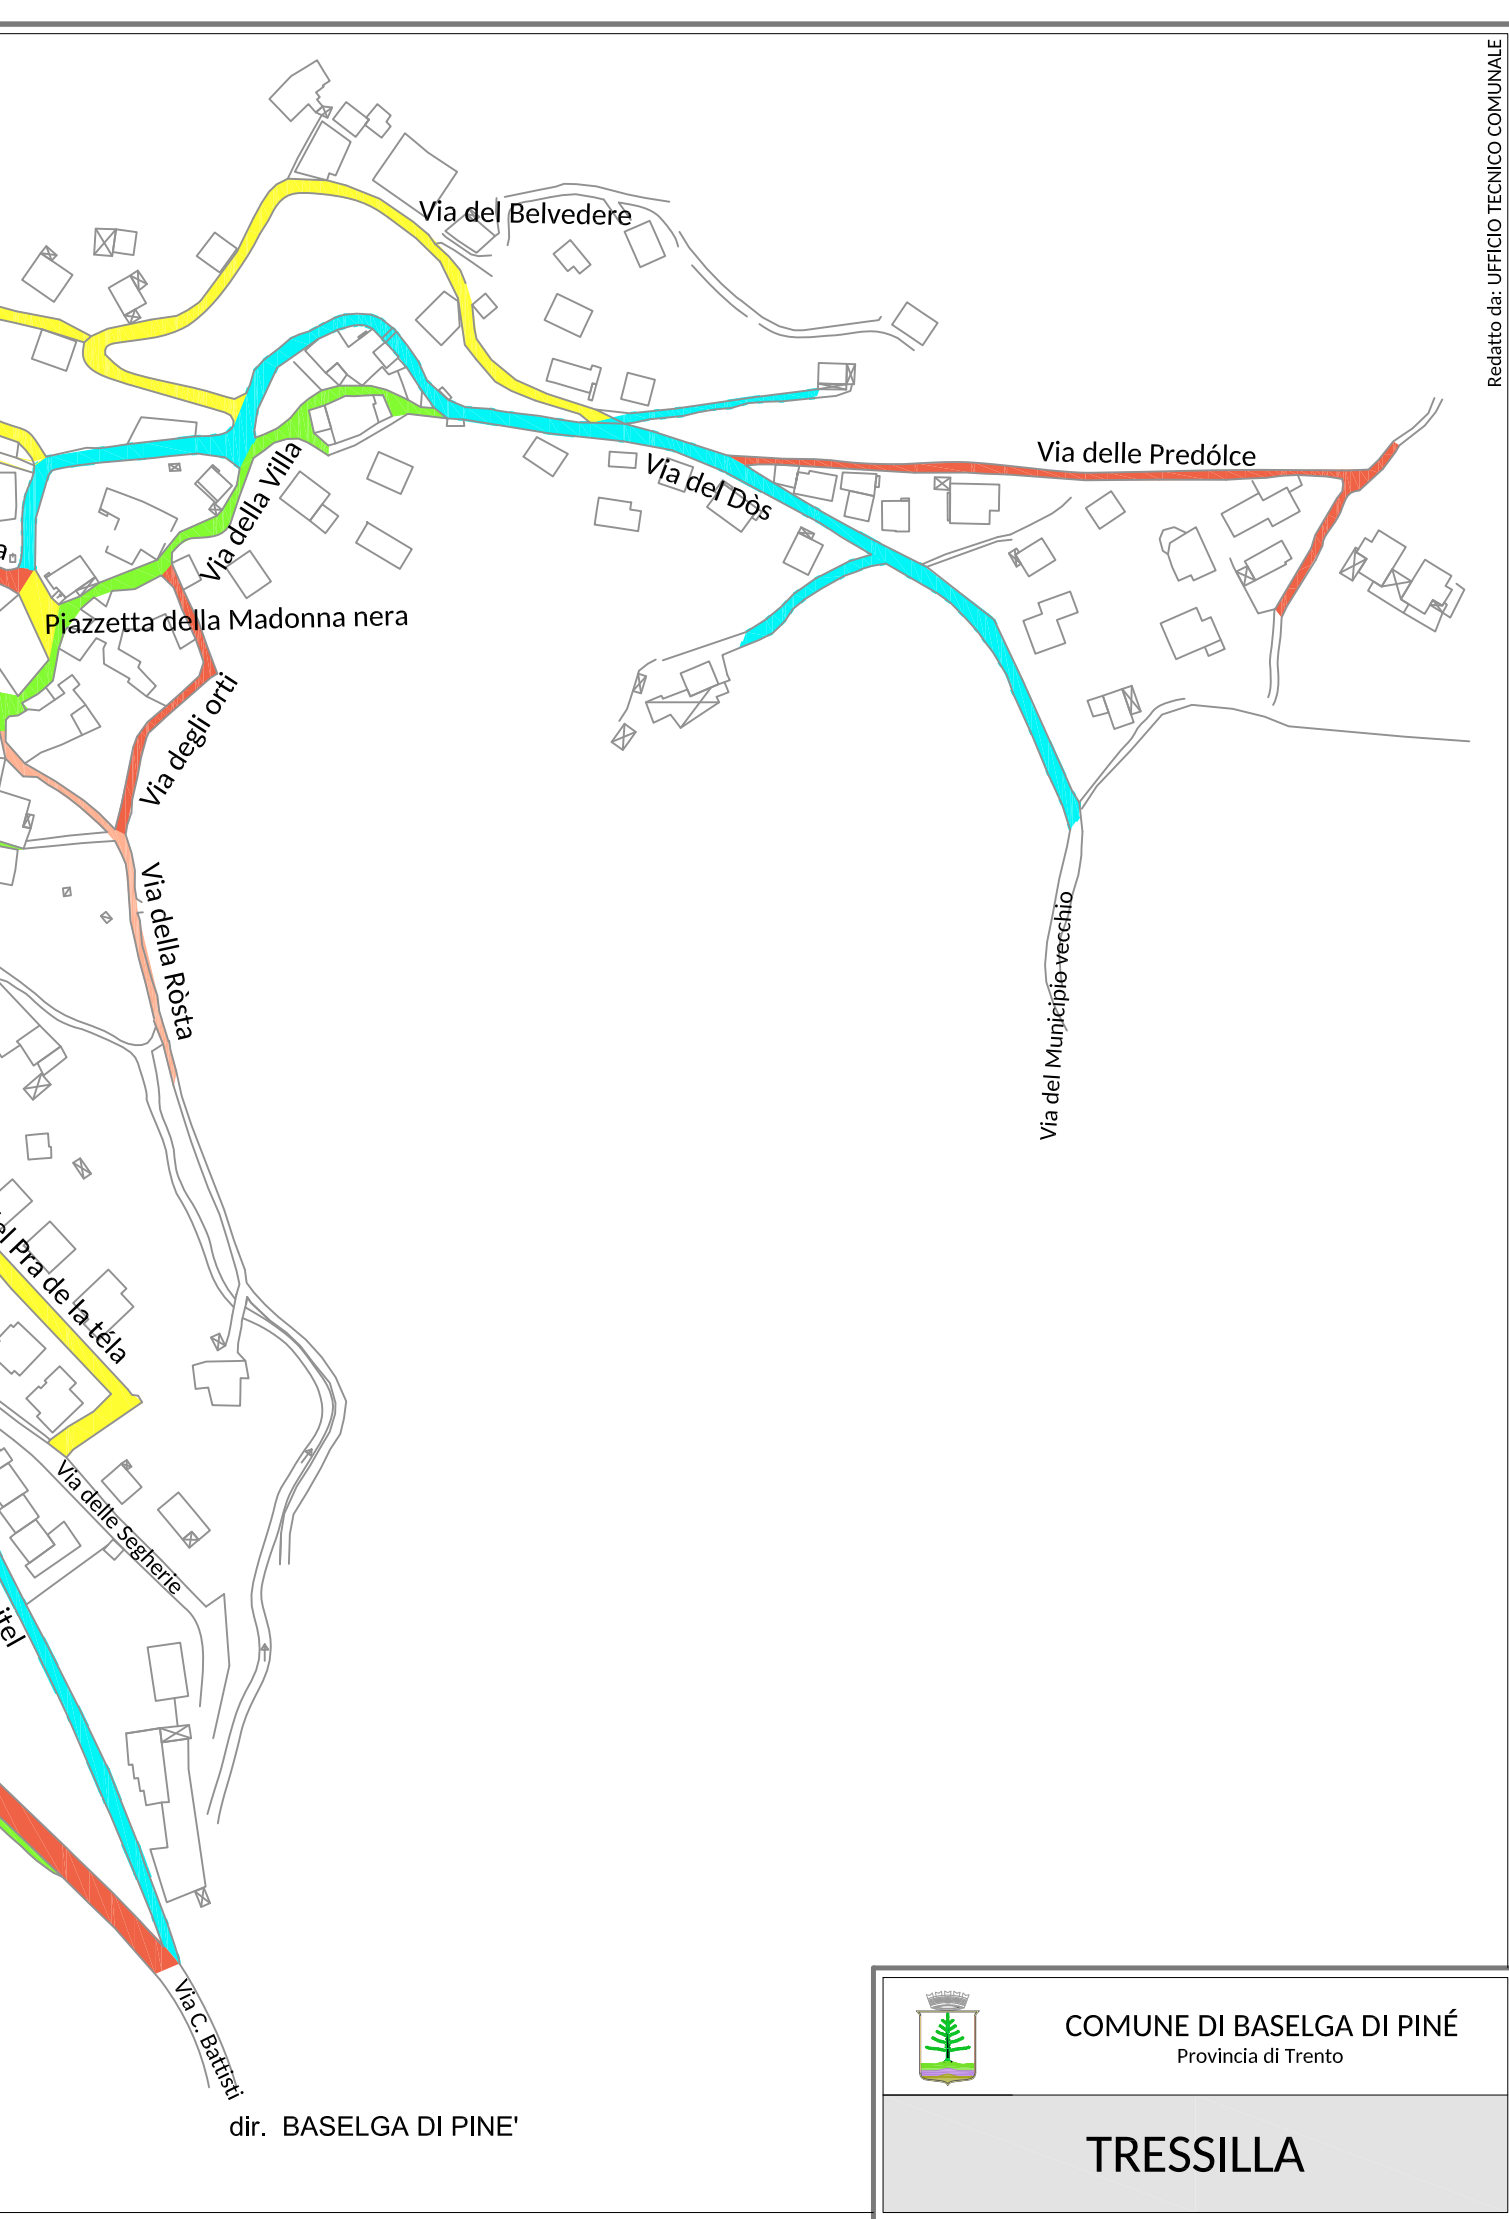 Redatto da: UFFICIO TECNICO COMUNALE
Via del Belvedere
Via delle Predólce
Via del Dòs
Via della Villa
a
Piazzetta della Madonna nera
Via degli orti
Via della Ròsta
Via del Municipio vecchio
el Pra de la téla
Via delle Segherie
itel
Via C. Battisti
dir. BASELGA DI PINE'
COMUNE DI BASELGA DI PINÉ
Provincia di Trento
TRESSILLA